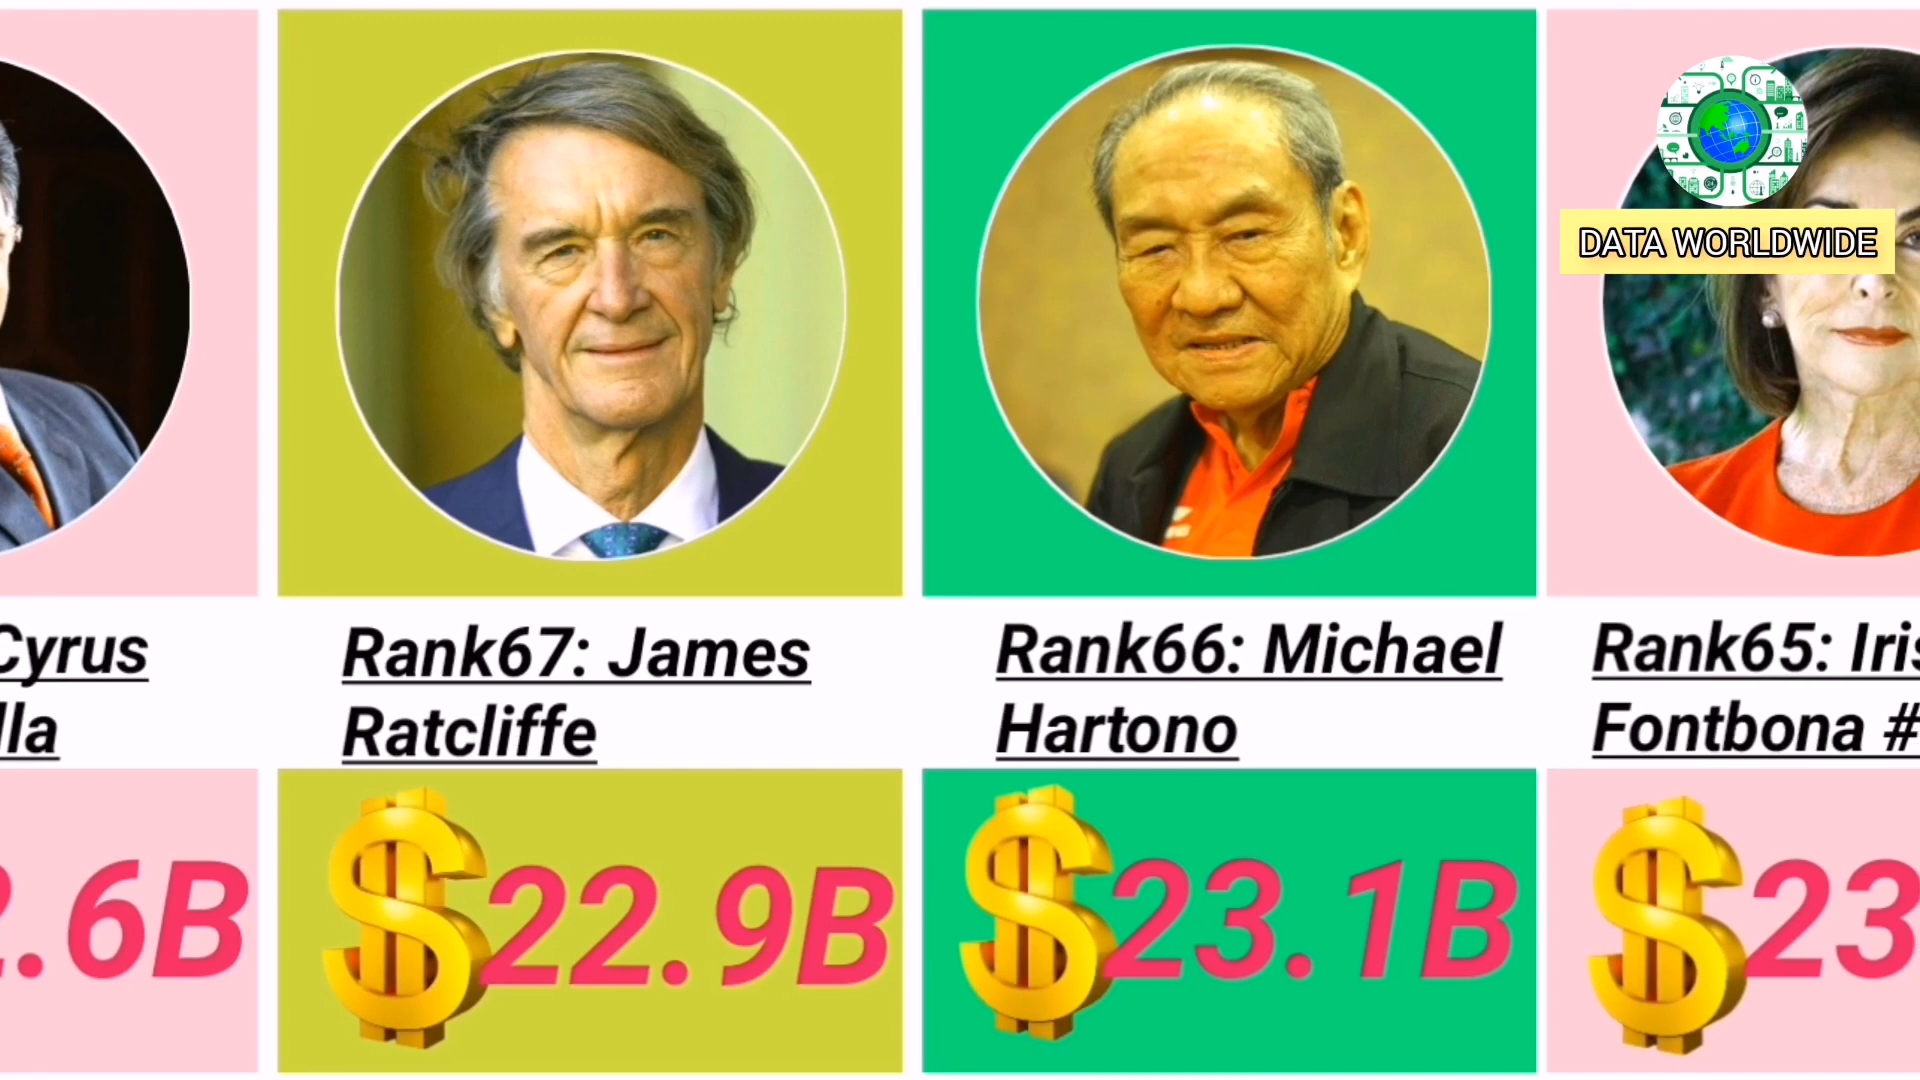 Cyrus
lla
2.6B
Rank67: James
Ratcliffe
$22.9B
Rank66: Michael
Hartono
$23.1B
DATA WORLDWIDE
Rank65: Iris
Fontbona #
$23